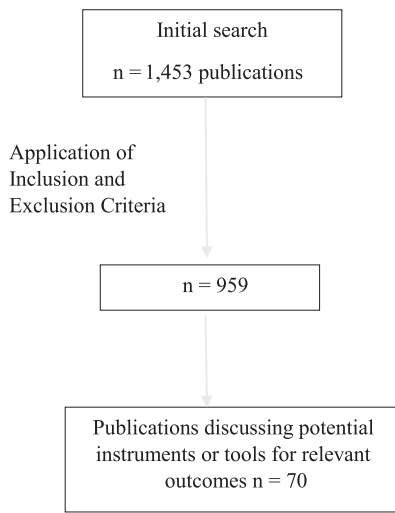 Initial search
n = 1,453 publications
Application of
Inclusion and
Exclusion Criteria
n = 959
Publications discussing potential
instruments or tools for relevant
outcomes n = 70